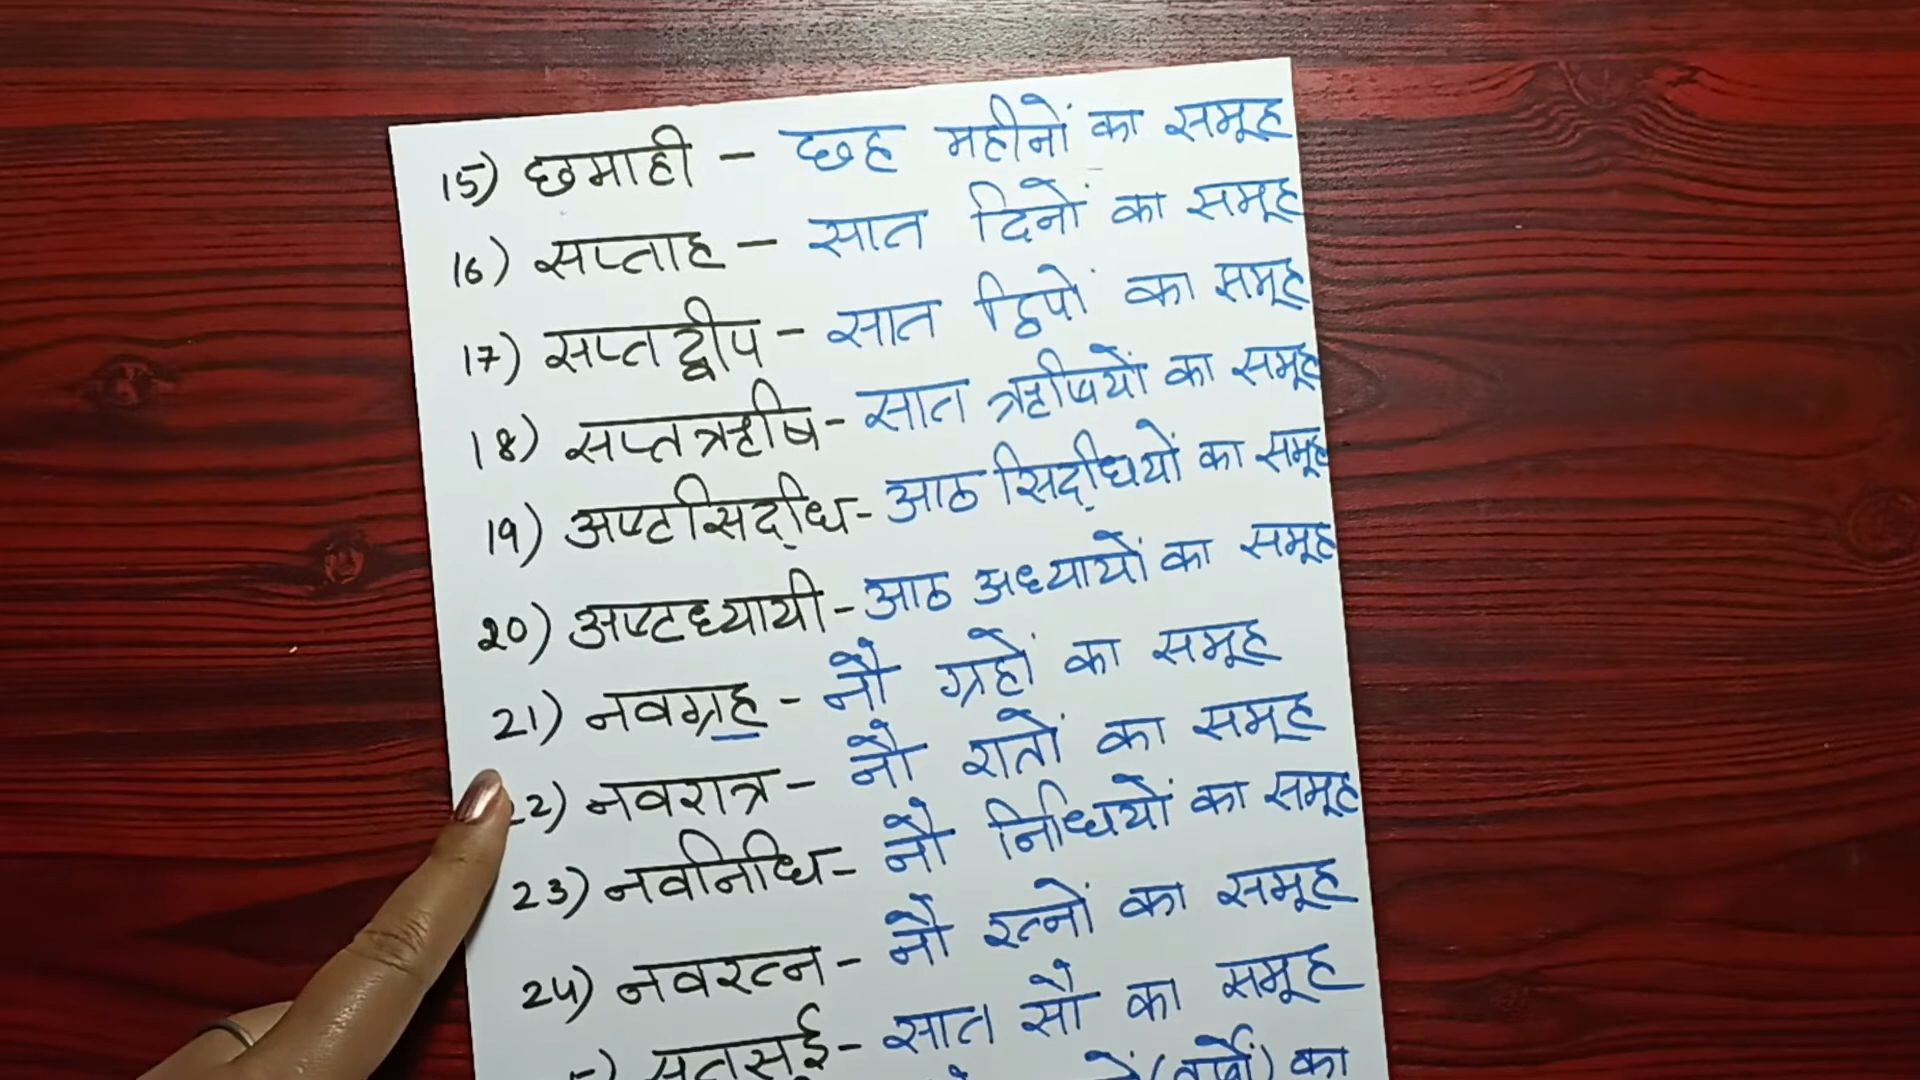 15) छमाही - छह महीनों का समूह
16) सप्ताह - सात दिनों का समूह
17) सप्तद्वीप - सात द्विपों का समूह
18) सप्तऋषि - सात ऋषियों का समूह
19) अष्टसिद्धि - आठ सिद्धियों का समूह
20) अष्टध्यायी - आठ अध्यायों का समूह
21) नवग्रह - नौ ग्रहों का समूह
22) नवरात्र - नौ रातों का समूह
23) नवनिधि - नौ निधियों का समूह
24) नवरत्न - नौ रत्नों का समूह
सतसई - सात सौ का समूह
का